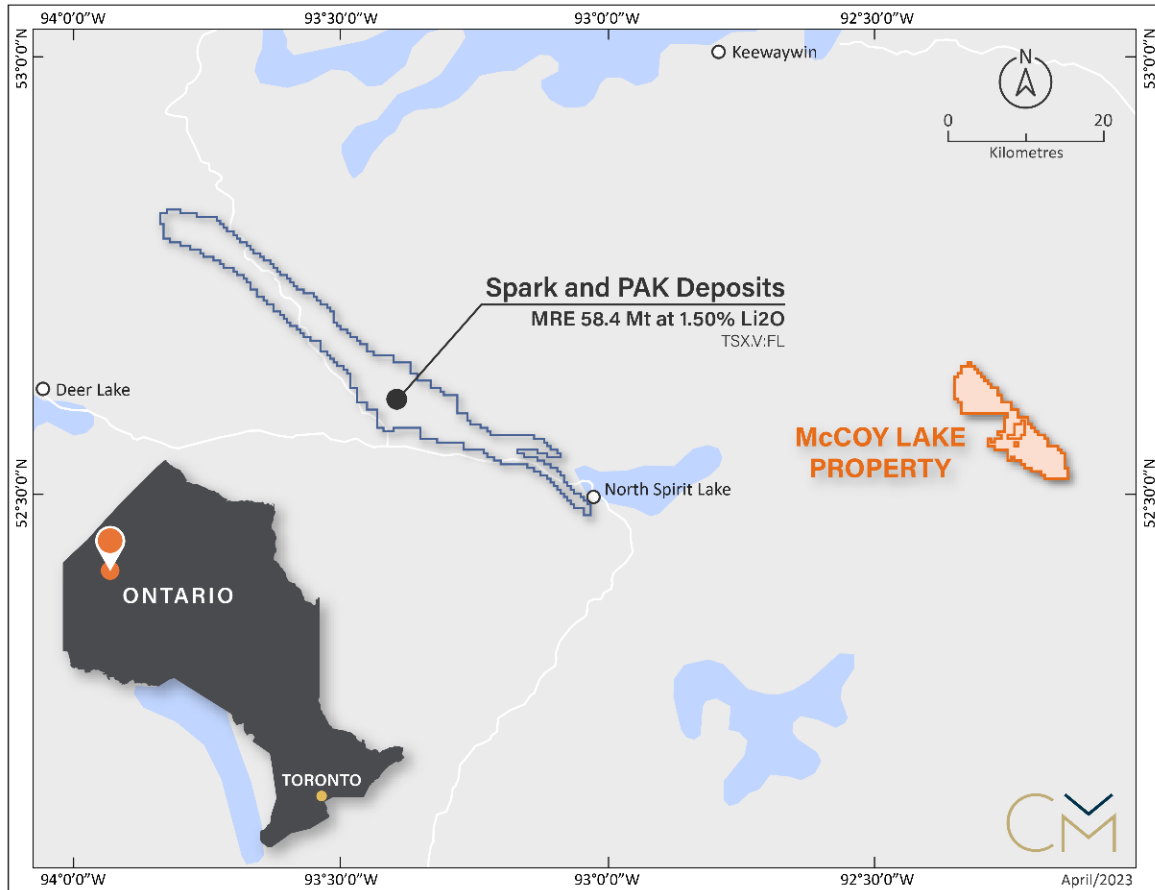 94°0'0"W
93°30'0"W
93°0'0"W
92°30'0"W
53°0'0"N
53°0'0"N
Keewaywin
N
0 20
Kilometres
Spark and PAK Deposits
MRE 58.4 Mt at 1.50% Li2O
TSX.V:FL
Deer Lake
McCOY LAKE
PROPERTY
North Spirit Lake
52°30'0"N
52°30'0"N
ONTARIO
TORONTO
CM
94°0'0"W
93°30'0"W
93°0'0"W
92°30'0"W
April/2023